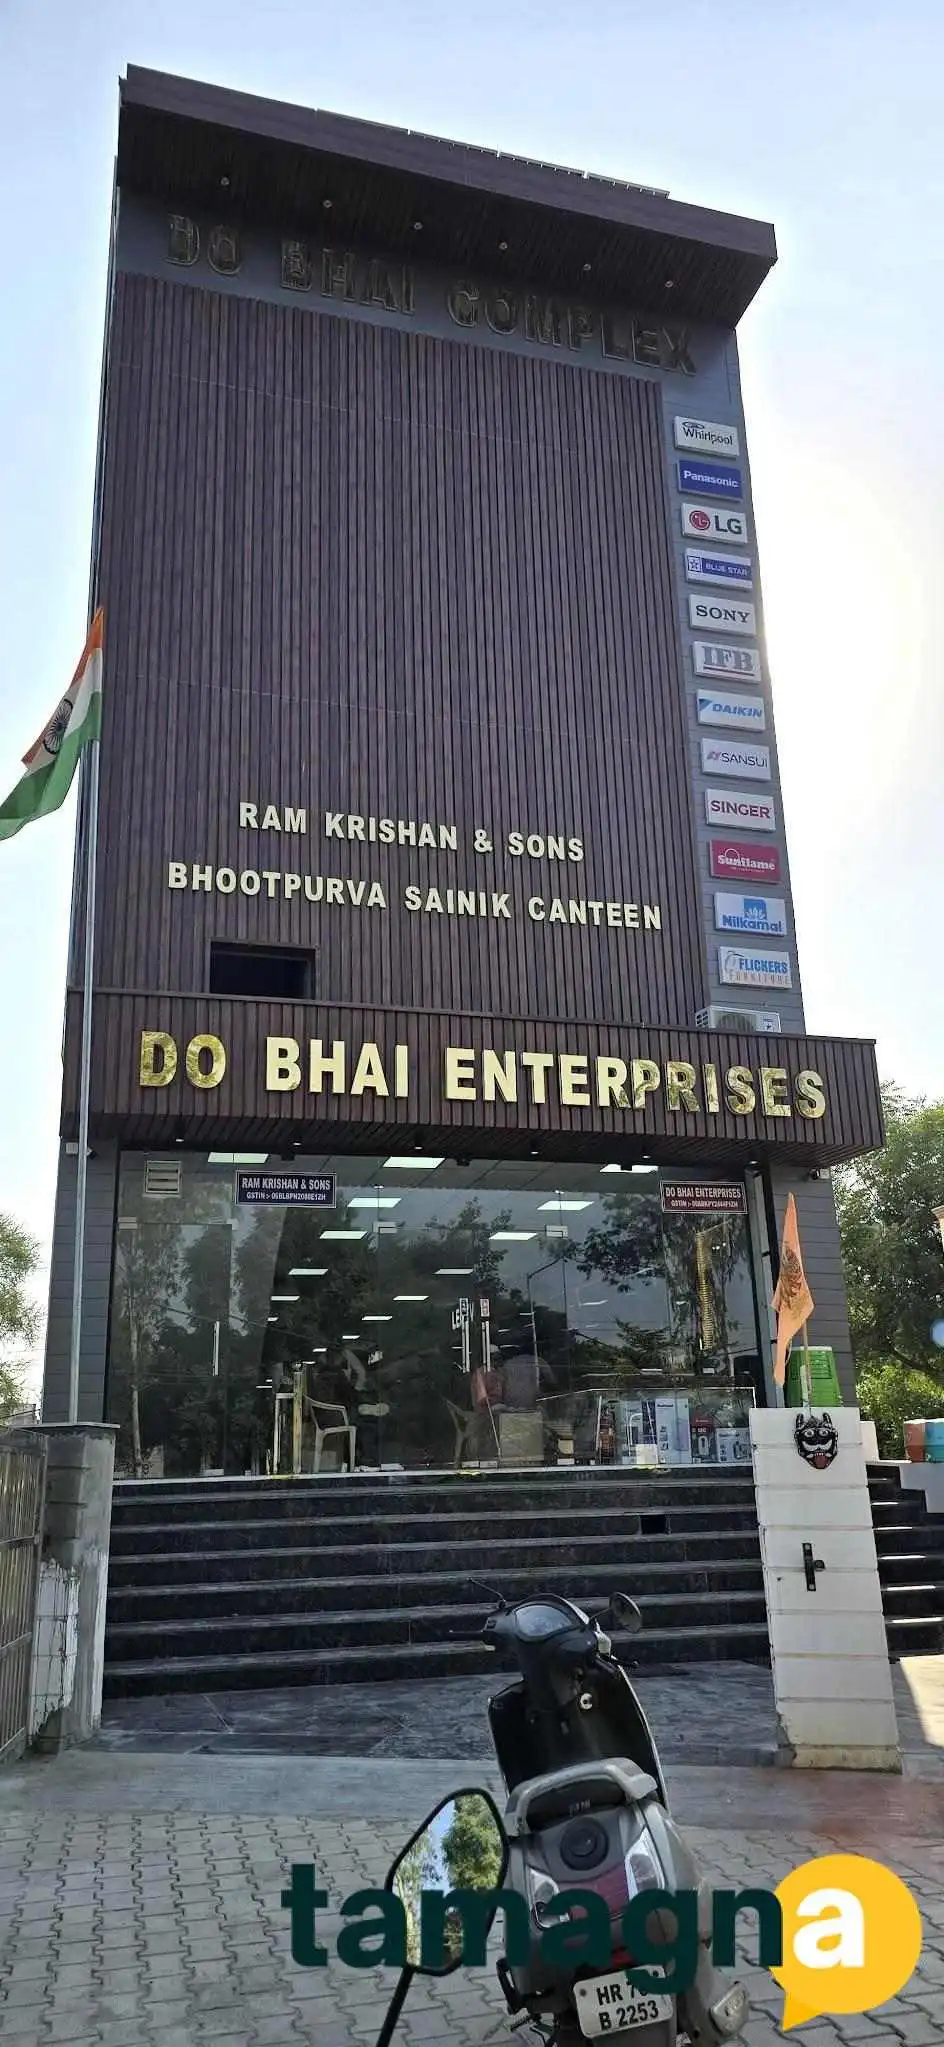 DO BHAI COMPLEX
Whirlpool
Panasonic
LG
BLUE STAR
SONY
IFB
DAIKIN
SANSUI
SINGER
Sunflame
Nilkamal
FLICKERS
FURNITURE
RAM KRISHAN & SONS
BHOOTPURVA SAINIK CANTEEN
DO BHAI ENTERPRISES
RAM KRISHAN & SONS
DO BHAI ENTERPRISES
HR
B 2253
tamagna